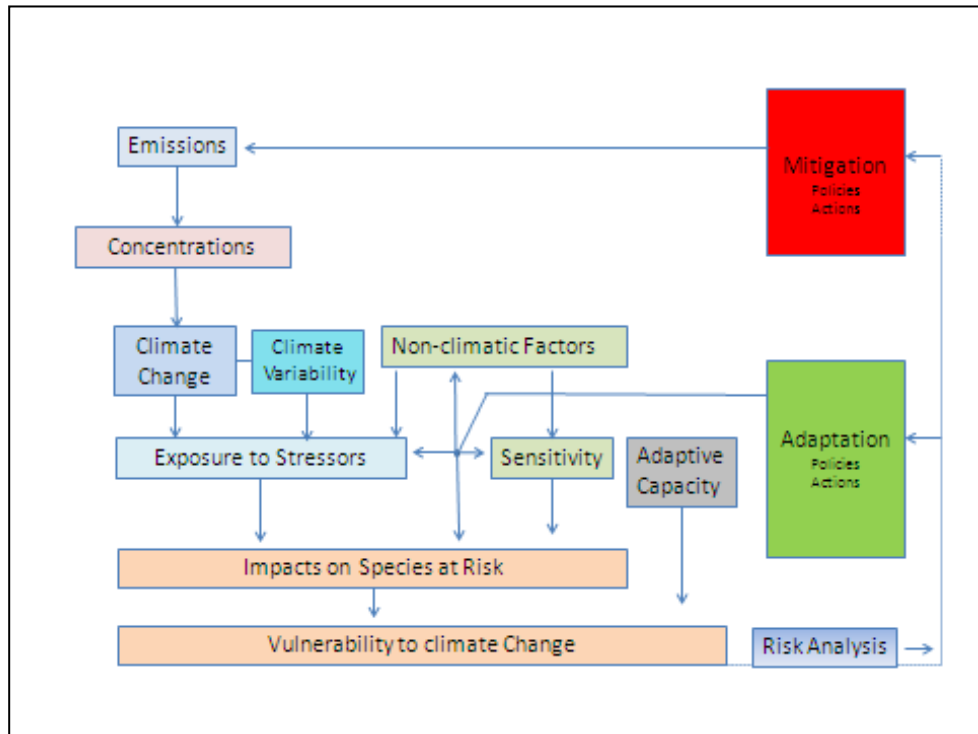 Emissions
Mitigation
Policies
Actions
Concentrations
Climate
Change
Climate
Variability
Non-climatic Factors
Exposure to Stressors
Sensitivity
Adaptive
Capacity
Adaptation
Policies
Actions
Impacts on Species at Risk
Vulnerability to climate Change
Risk Analysis